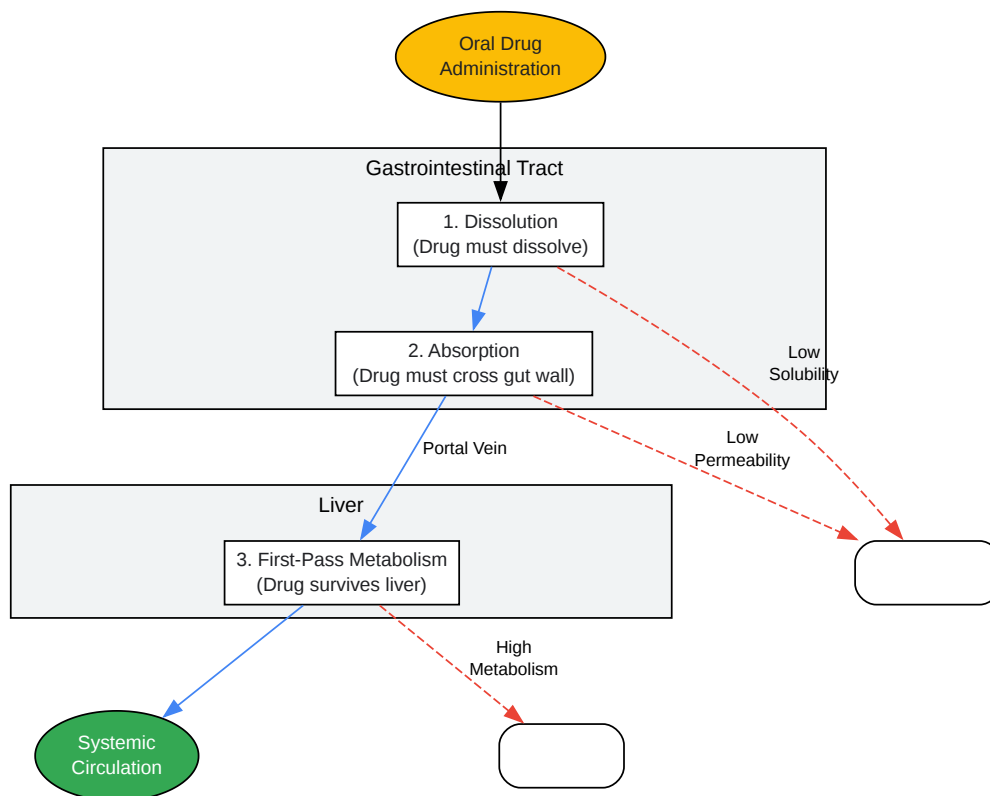 Oral Drug
Administration
Gastrointestinal Tract
1. Dissolution
(Drug must dissolve)
2. Absorption
(Drug must cross gut wall)
Low
Solubility
Low
Permeability
Portal Vein
Liver
3. First-Pass Metabolism
(Drug survives liver)
High
Metabolism
Systemic
Circulation